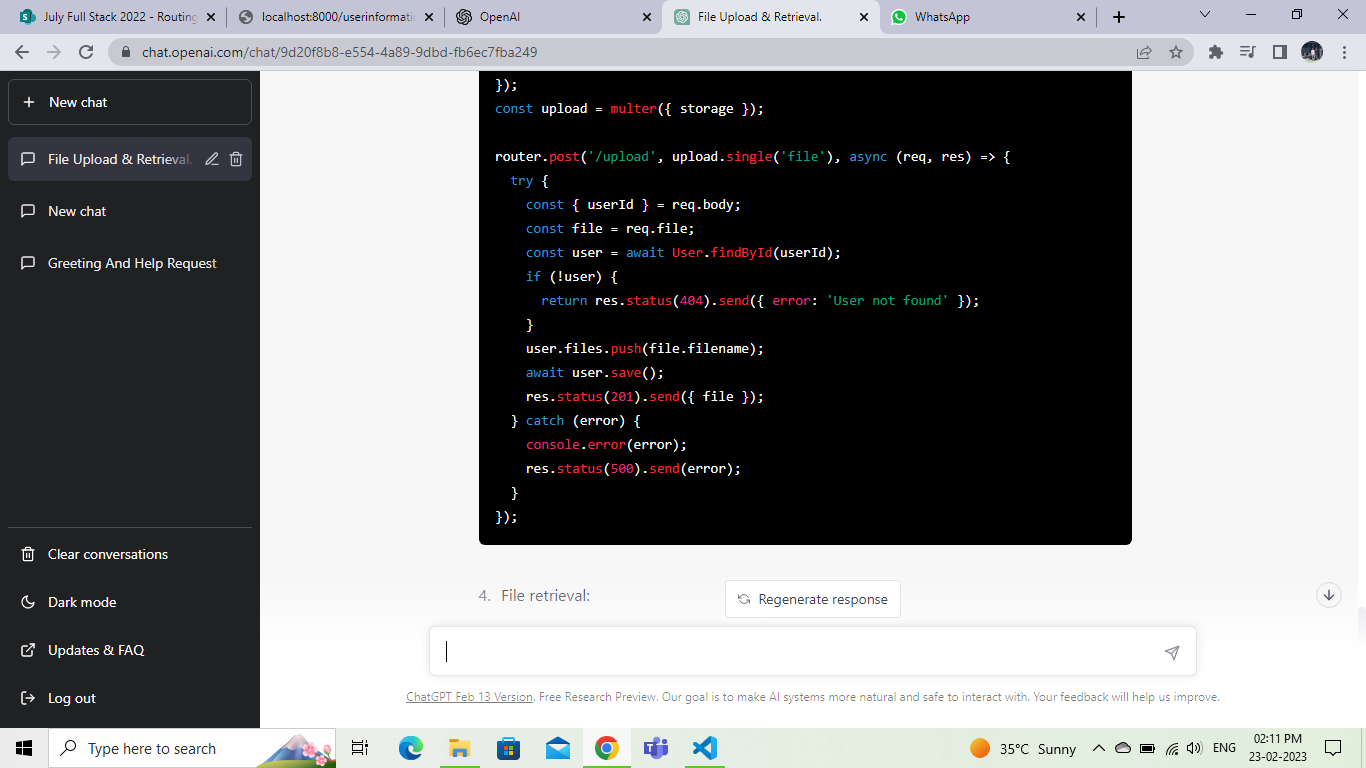 July Full Stack 2022 - Routing
localhost:8000/userinformati
OpenAI
File Upload & Retrieval.
WhatsApp
chat.openai.com/chat/9d20f8b8-e554-4a89-9dbd-fb6ec7fba249
New chat
File Upload & Retrieval.
New chat
Greeting And Help Request
Clear conversations
Dark mode
Updates & FAQ
Log out
});
const upload = multer({ storage });
router.post('/upload', upload.single('file'), async (req, res) => {
try {
const { userId } = req.body;
const file = req.file;
const user = await User.findById(userId);
if (!user) {
return res.status(404).send({ error: 'User not found' });
}
user.files.push(file.filename);
await user.save();
res.status(201).send({ file });
} catch (error) {
console.error(error);
res.status(500).send(error);
}
});
4. File retrieval:
Regenerate response
ChatGPT Feb 13 Version. Free Research Preview. Our goal is to make AI systems more natural and safe to interact with. Your feedback will help us improve.
Type here to search
35°C Sunny
ENG
02:11 PM
23-02-2023